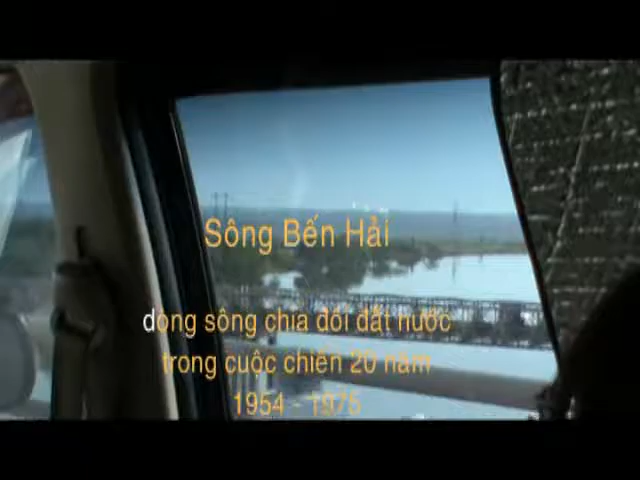 Sông Bến Hải
dòng sông chia đôi đất nước
trong cuộc chiến 20 năm
1954 - 1975